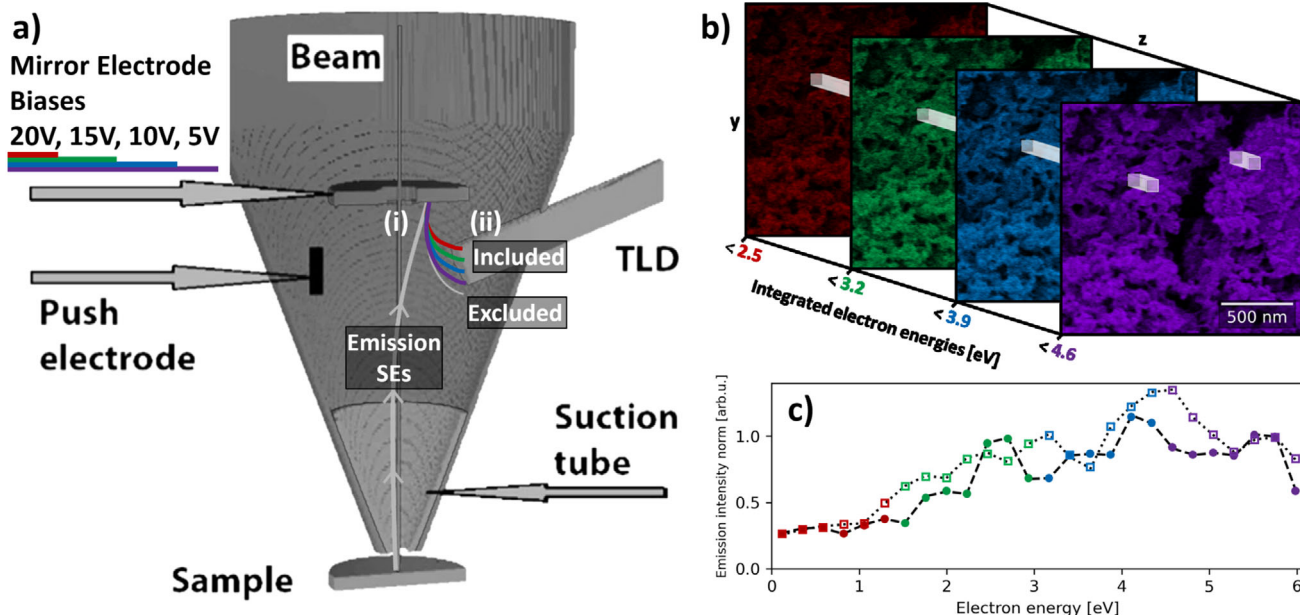 a)
Mirror Electrode
Biases
20V, 15V, 10V, 5V
Beam
(i)
(ii)
Included
Excluded
TLD
Push
electrode
Emission
SEs
Suction
tube
Sample
b)
z
y
< 2.5
< 3.2
< 3.9
< 4.6
Integrated electron energies [eV]
500 nm
c)
Emission intensity norm [arb.u.]
1.0
0.5
0.0
0 1 2 3 4 5 6
Electron energy [eV]